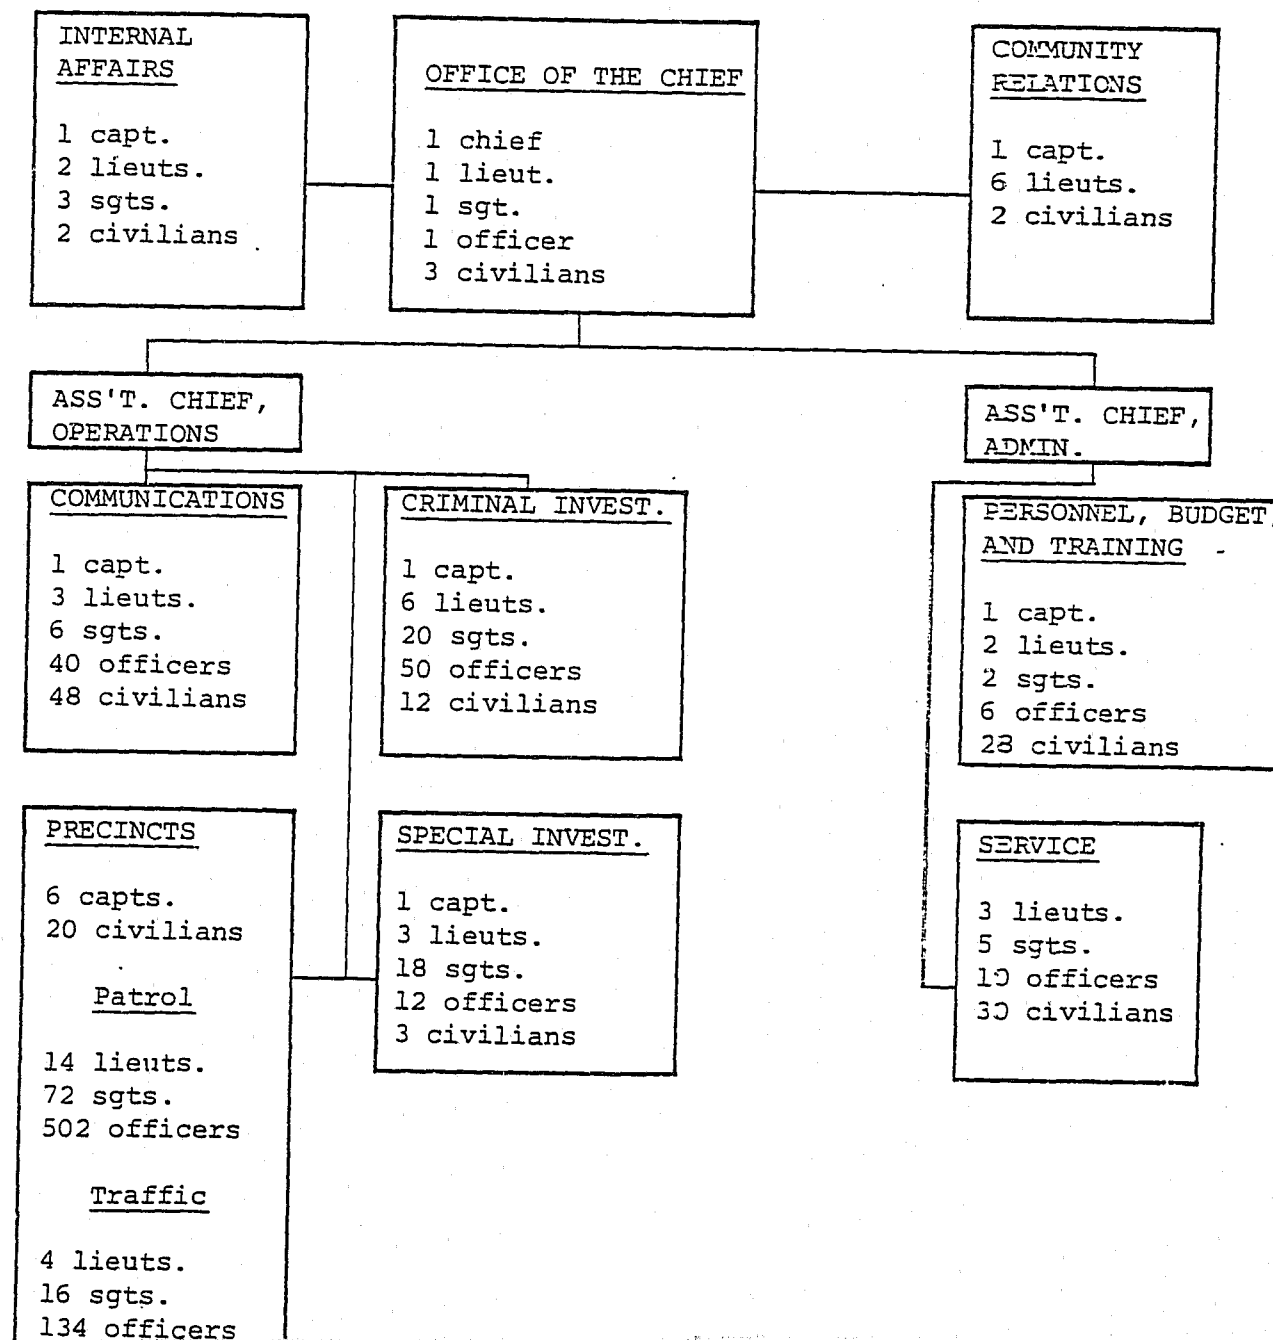 INTERNAL
AFFAIRS
1 capt.
2 lieuts.
3 sgts.
2 civilians
OFFICE OF THE CHIEF
1 chief
1 lieut.
1 sgt.
1 officer
3 civilians
COMMUNITY
RELATIONS
1 capt.
6 lieuts.
2 civilians
ASS'T. CHIEF,
OPERATIONS
ASS'T. CHIEF,
ADMIN.
COMMUNICATIONS
1 capt.
3 lieuts.
6 sgts.
40 officers
48 civilians
CRIMINAL INVEST.
1 capt.
6 lieuts.
20 sgts.
50 officers
12 civilians
PERSONNEL, BUDGET,
AND TRAINING
1 capt.
2 lieuts.
2 sgts.
6 officers
28 civilians
PRECINCTS
6 capts.
20 civilians
Patrol
14 lieuts.
72 sgts.
502 officers
Traffic
4 lieuts.
16 sgts.
134 officers
SPECIAL INVEST.
1 capt.
3 lieuts.
18 sgts.
12 officers
3 civilians
SERVICE
3 lieuts.
5 sgts.
10 officers
30 civilians